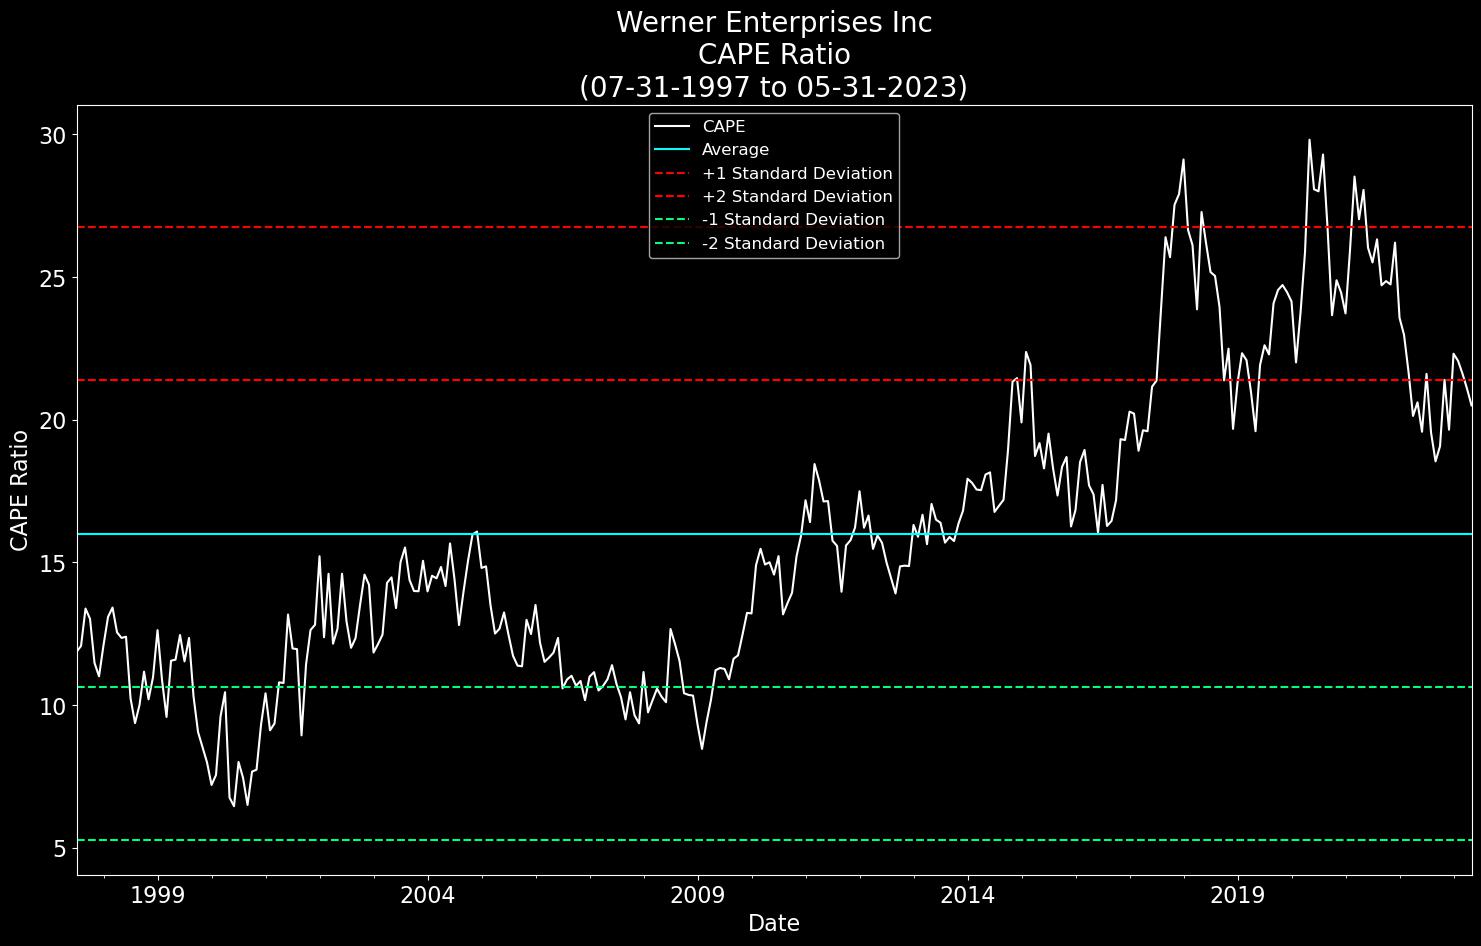 Werner Enterprises Inc
CAPE Ratio
(07-31-1997 to 05-31-2023)
CAPE
Average
+1 Standard Deviation
+2 Standard Deviation
-1 Standard Deviation
-2 Standard Deviation
CAPE Ratio
30
25
20
15
10
5
1999 2004 2009 2014 2019
Date